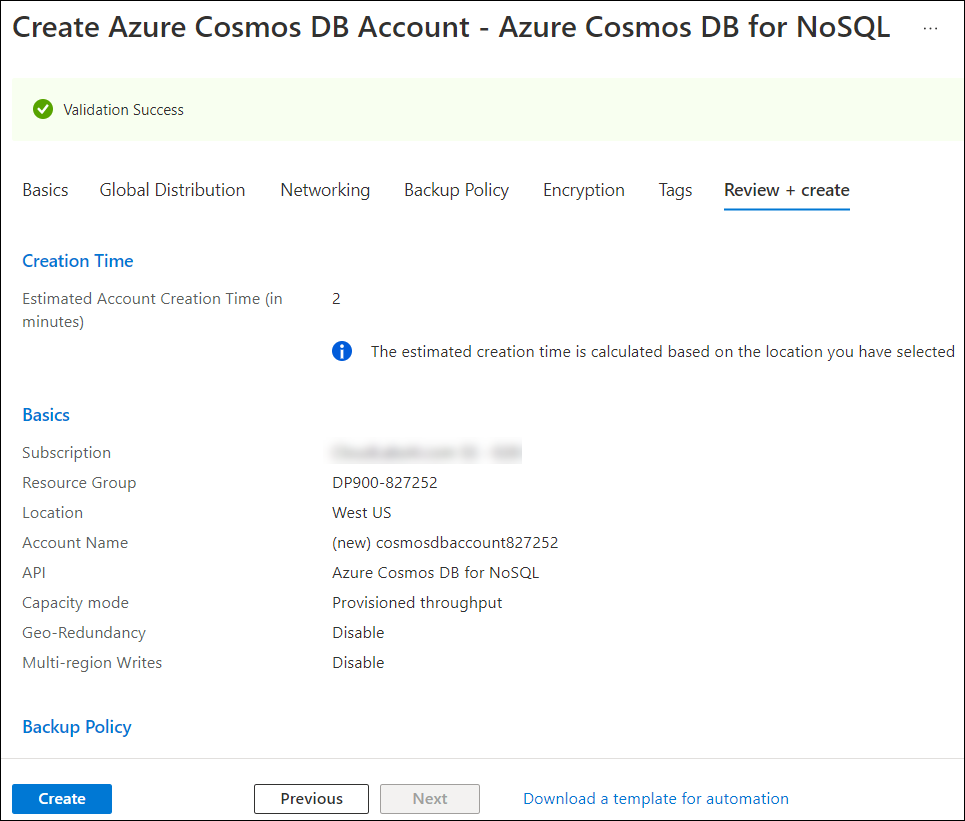 Create Azure Cosmos DB Account - Azure Cosmos DB for NoSQL ...
Validation Success
Basics Global Distribution Networking Backup Policy Encryption Tags Review + create
Creation Time
Estimated Account Creation Time (in 2
minutes)
The estimated creation time is calculated based on the location you have selected
Basics
Subscription
Resource Group DP900-827252
Location West US
Account Name (new) cosmosdbaccount827252
API Azure Cosmos DB for NoSQL
Capacity mode Provisioned throughput
Geo-Redundancy Disable
Multi-region Writes Disable
Backup Policy
Create Previous Next Download a template for automation